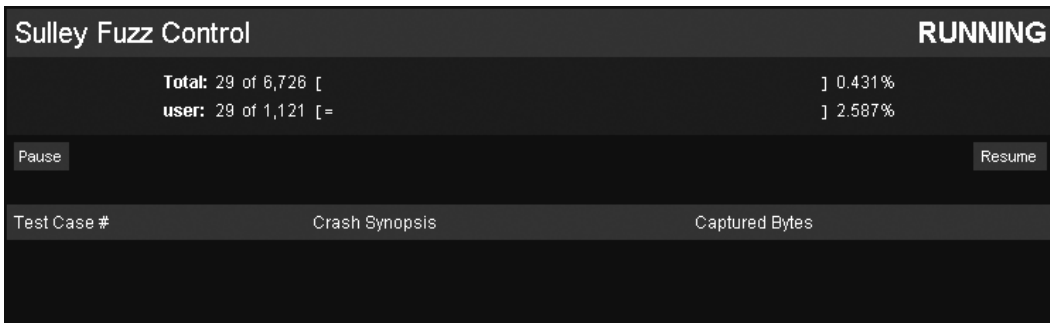 Sulley Fuzz Control RUNNING
Total: 29 of 6,726 [ ] 0.431%
user: 29 of 1,121 [= ] 2.587%
Pause Resume
Test Case # Crash Synopsis Captured Bytes